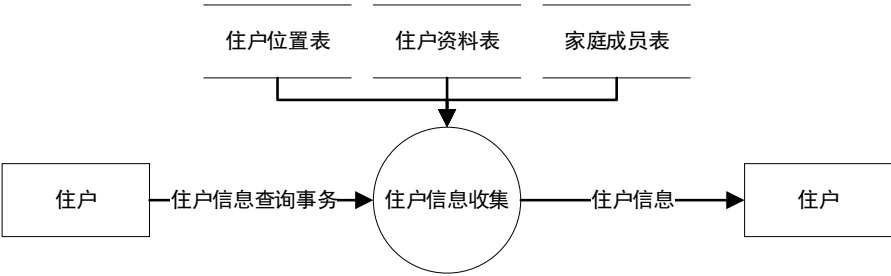 住户位置表
住户资料表
家庭成员表
住户
住户信息查询事务
住户信息收集
住户信息
住户